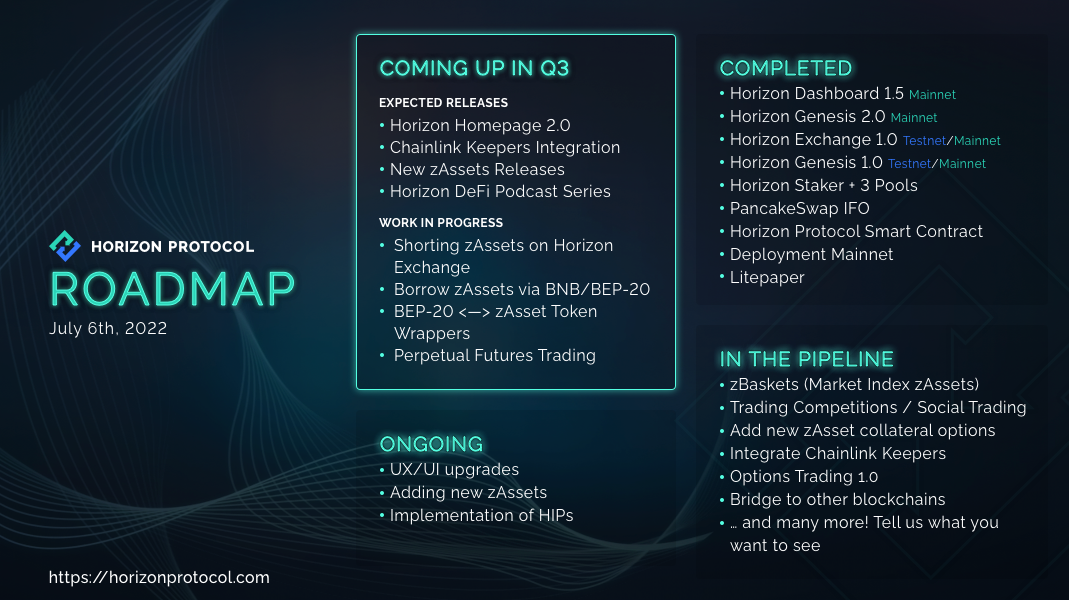 HORIZON PROTOCOL
ROADMAP
July 6th, 2022
https://horizonprotocol.com
COMING UP IN Q3
EXPECTED RELEASES
• Horizon Homepage 2.0
• Chainlink Keepers Integration
• New zAssets Releases
• Horizon DeFi Podcast Series
WORK IN PROGRESS
• Shorting zAssets on Horizon
Exchange
• Borrow zAssets via BNB/BEP-20
• BEP-20 <—> zAsset Token
Wrappers
• Perpetual Futures Trading
ONGOING
• UX/UI upgrades
• Adding new zAssets
• Implementation of HIPs
COMPLETED
• Horizon Dashboard 1.5 Mainnet
• Horizon Genesis 2.0 Mainnet
• Horizon Exchange 1.0 Testnet/Mainnet
• Horizon Genesis 1.0 Testnet/Mainnet
• Horizon Staker + 3 Pools
• PancakeSwap IFO
• Horizon Protocol Smart Contract
• Deployment Mainnet
• Litepaper
IN THE PIPELINE
• zBaskets (Market Index zAssets)
• Trading Competitions / Social Trading
• Add new zAsset collateral options
• Integrate Chainlink Keepers
• Options Trading 1.0
• Bridge to other blockchains
• … and many more! Tell us what you
want to see